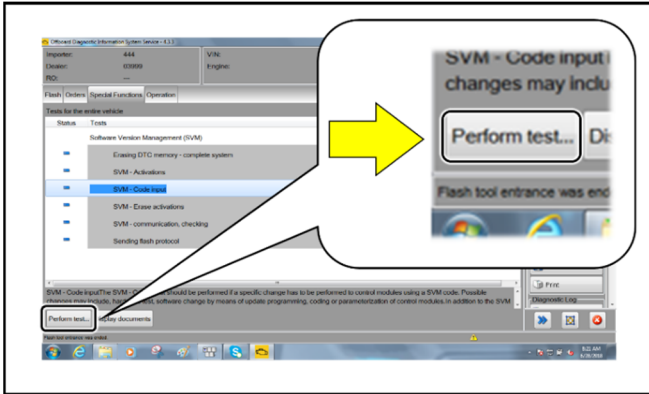 Offboard Diagnostic Information System Service - 4.3.3
Importer: 444 VIN:
Dealer: 03999 Engine:
RO: ---
Flash Orders Special Functions Operation
Tests for the entire vehicle
Status Tests
Software Version Management (SVM)
Erasing DTC memory - complete system
SVM - Activations
SVM - Code input
SVM - Erase activations
SVM - communication, checking
Sending flash protocol
SVM - Code inputThe SVM - C should be performed if a specific change has to be performed to control modules using a SVM code. Possible
changes may include, software change by means of update programming, coding or parameterization of control modules.In addition to the SVM
Perform test... Display documents
Flash tool entrance was ended.
Print
Diagnostic Log
8:22 AM
SVM - Code input
changes may inclu
Perform test... Di
Flash tool entrance was end